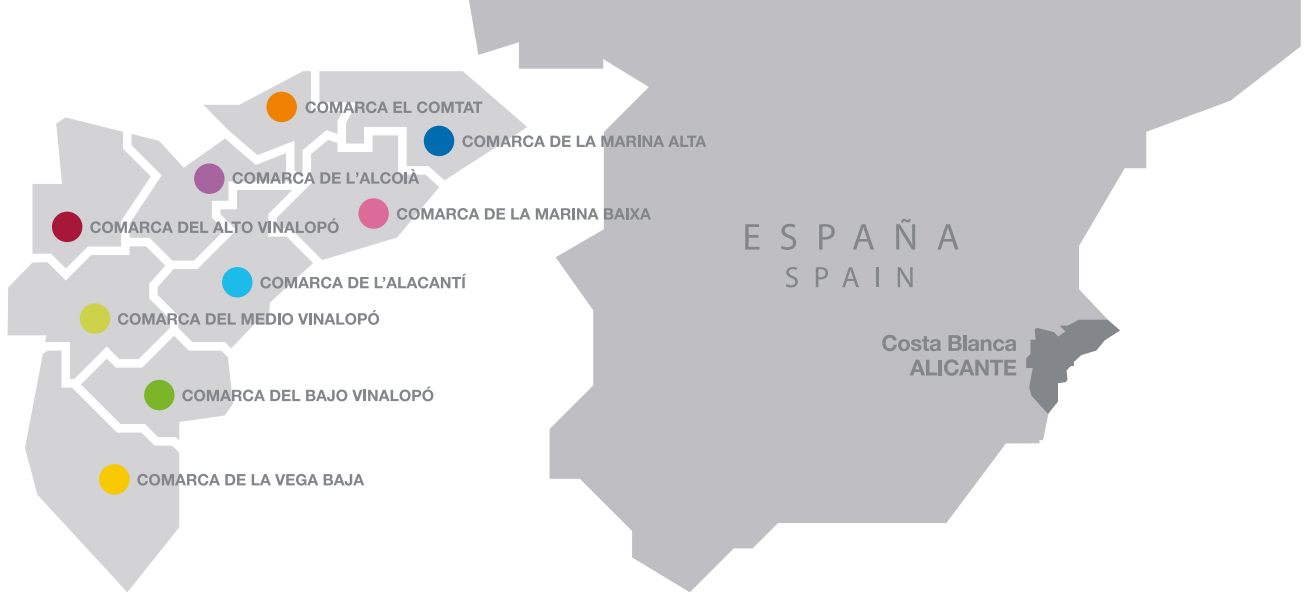 COMARCA EL COMTAT
COMARCA DE LA MARINA ALTA
COMARCA DE L'ALCOIÀ
COMARCA DE LA MARINA BAIXA
COMARCA DEL ALTO VINALOPÓ
COMARCA DE L'ALACANTÍ
COMARCA DEL MEDIO VINALOPÓ
COMARCA DEL BAJO VINALOPÓ
COMARCA DE LA VEGA BAJA
ESPAÑA
SPAIN
Costa Blanca
ALICANTE